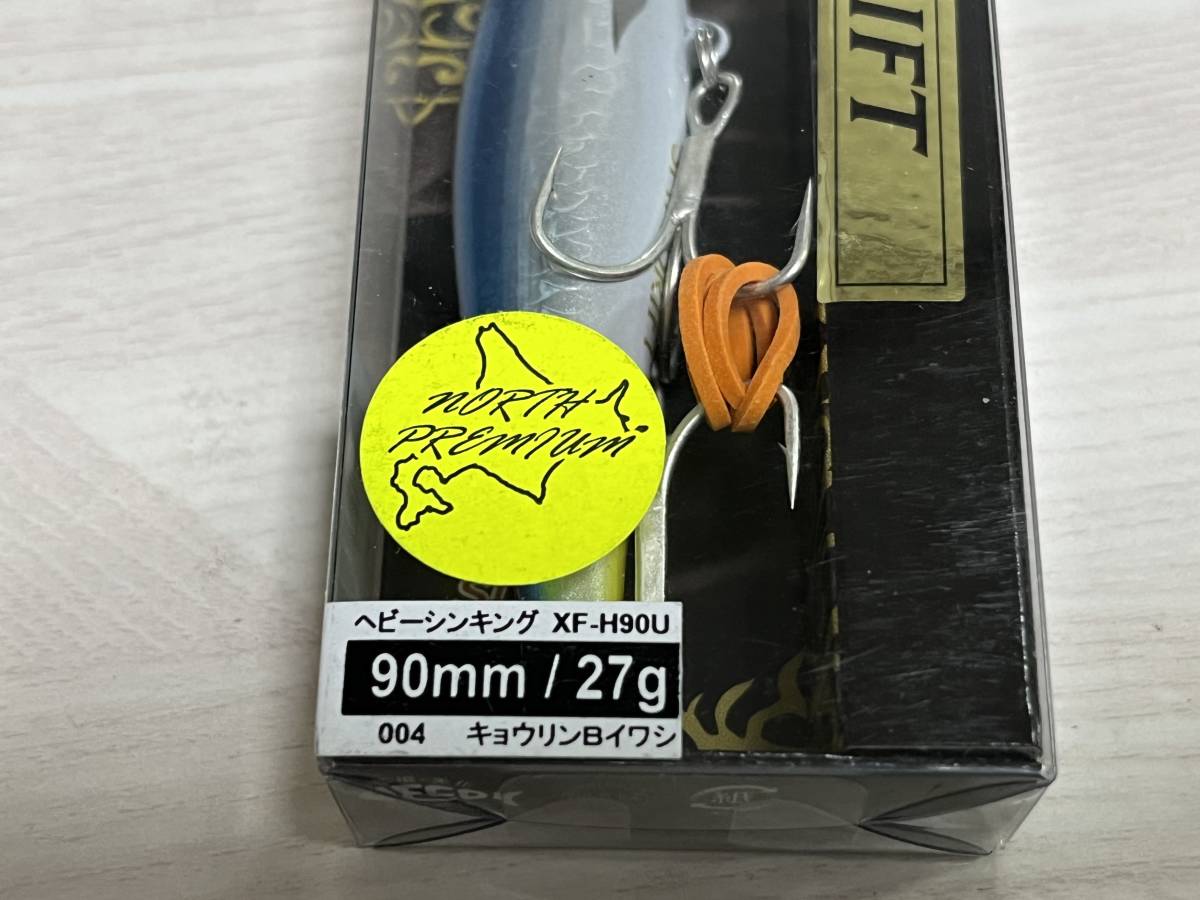 IFT
NORTH
PREMIUM
ヘビーシンキング XF-H90U
90mm / 27g
004 キョウリンBイワシ
紙